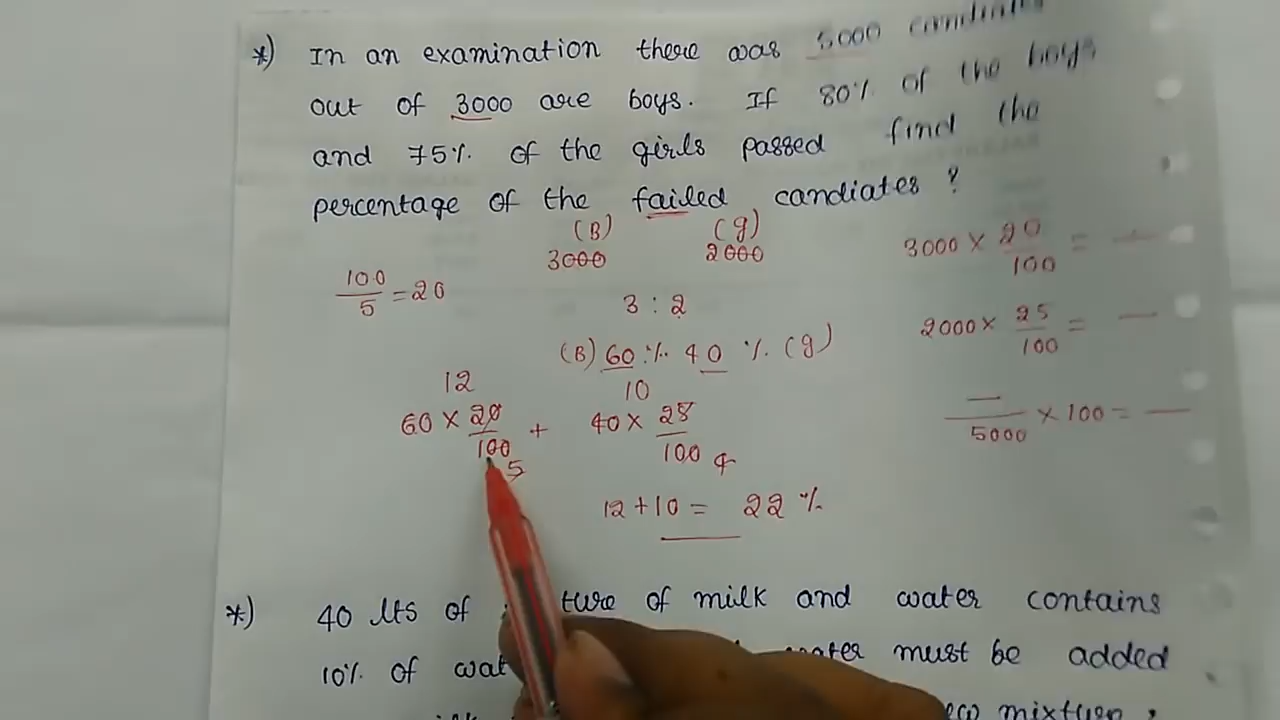 *) In an examination there was 5000
out of 3000 are boys. If 80% of the boys
and 75% of the girls passed find the
percentage of the failed candiates ?
(B) (g)
3000 2000
3000 × 20/100 = —
100/5 = 20
3 : 2
2000 × 25/100 = —
(B) 60 % 40 % (g)
12 10
60 × 20/100 + 40 × 25/100
5 4
—/5000 × 100 = —
12 + 10 = 22 %
*) 40 lts of ture of milk and water contains
10% of wat must be added
mixture